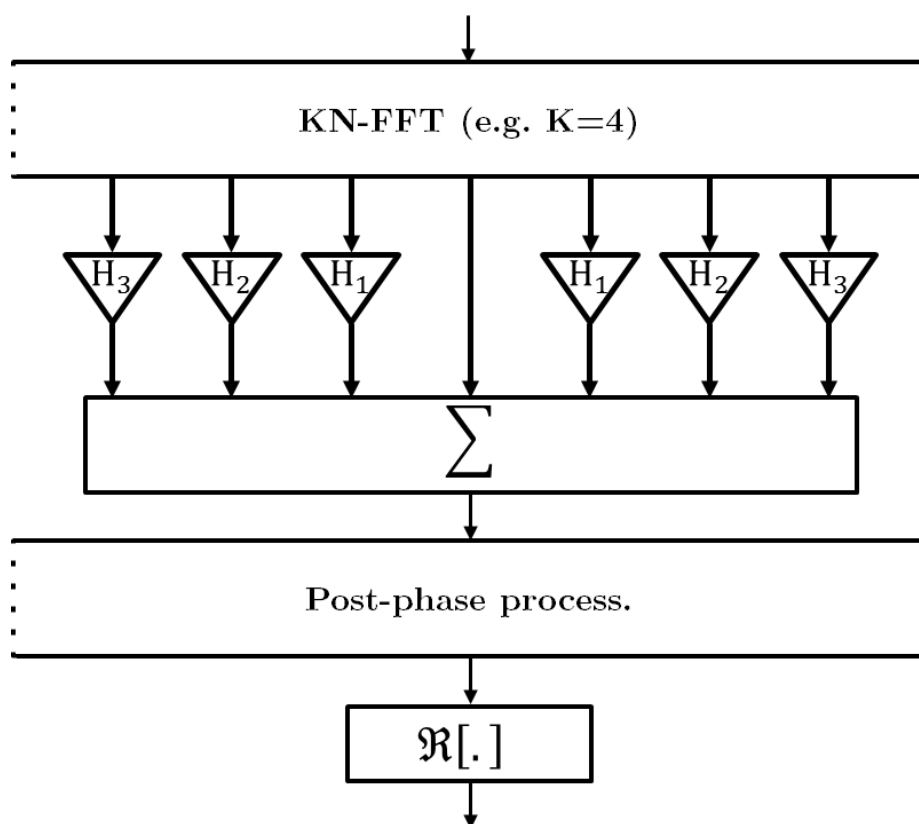 KN-FFT (e.g. K=4)
H₃ H₂ H₁ H₁ H₂ H₃
∑
Post-phase process.
ℜ[.]